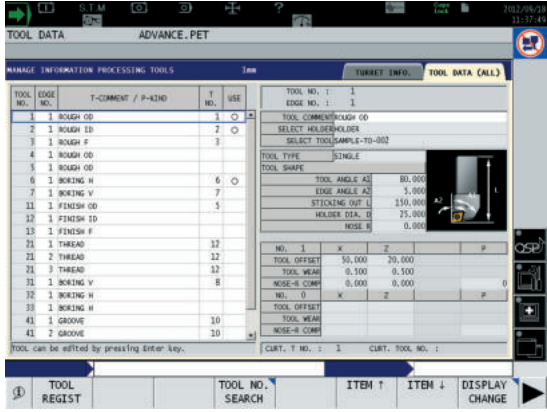 S.T.M
Caps
Lock
2012/09/18
11:37:49
TOOL DATA ADVANCE.PET
MANAGE INFORMATION PROCESSING TOOLS 1mm TURRET INFO. TOOL DATA (ALL)
TOOL NO. EDGE NO. T-COMMENT / P-KIND T NO. USE
1 1 ROUGH OD 1 O
2 1 ROUGH ID 2 O
3 1 ROUGH F 3
4 1 ROUGH OD
5 1 ROUGH OD
6 1 BORING H 6 O
7 1 BORING V 7
11 1 FINISH OD 5
12 1 FINISH ID
13 1 FINISH F
21 1 THREAD 12
21 2 THREAD 12
21 3 THREAD 12
31 1 BORING V 8
32 1 BORING H
33 1 BORING H
41 1 GROOVE 10
41 2 GROOVE 10
TOOL can be edited by pressing Enter key.
TOOL NO. : 1
EDGE NO. : 1
TOOL COMMENT ROUGH OD
SELECT HOLDER HOLDER
SELECT TOOL SAMPLE-TO-002
TOOL TYPE SINGLE
TOOL SHAPE
TOOL ANGLE A1 80.000
EDGE ANGLE A2 5.000
STICKING OUT L 150.000
HOLDER DIA. D 25.000
NOSE R 0.000
A2 A1 L
NO. 1 X Z P
TOOL OFFSET 50.000 20.000
TOOL WEAR 0.500 0.500
NOSE-R COMP 0.000 0.000 0
NO. 0 X Z P
TOOL OFFSET
TOOL WEAR
NOSE-R COMP
CURT. T NO. : 1 CURT. TOOL NO. :
OSP
TOOL REGIST
TOOL NO. SEARCH
ITEM ↑
ITEM ↓
DISPLAY CHANGE